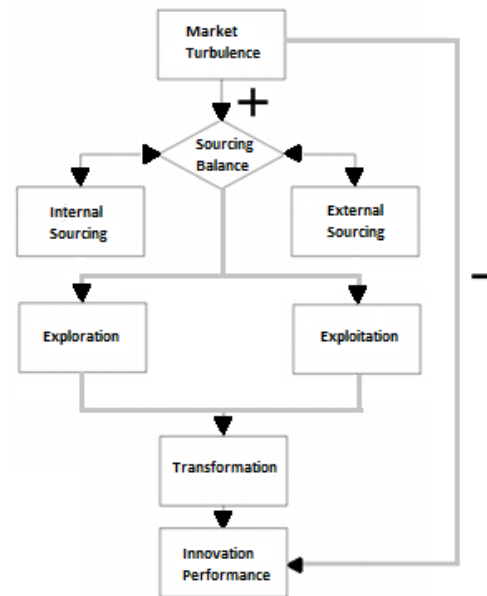 Market
Turbulence
+
Sourcing
Balance
Internal
Sourcing
External
Sourcing
−
Exploration
Exploitation
Transformation
Innovation
Performance